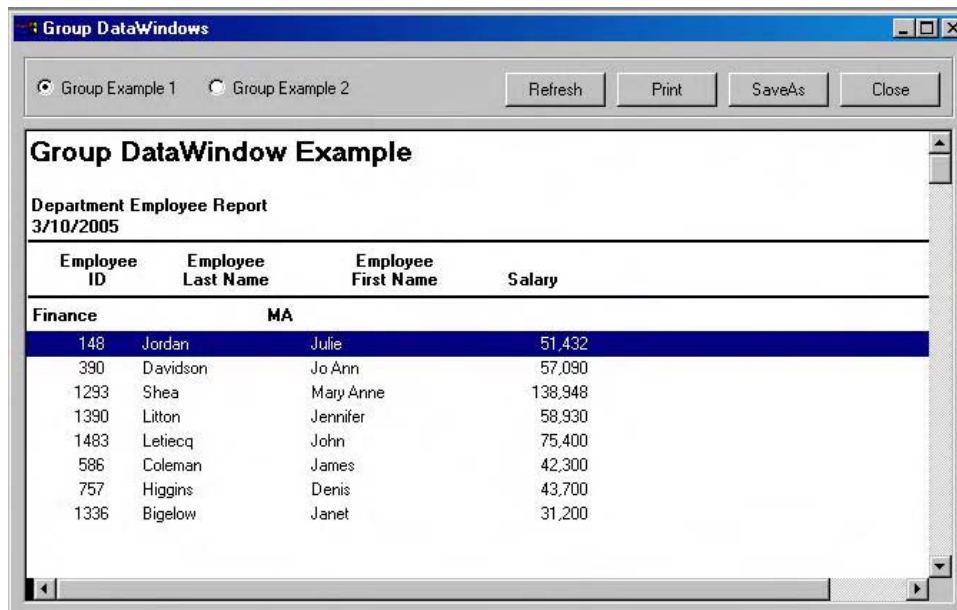 Group DataWindows
Group Example 1 Group Example 2 Refresh Print SaveAs Close
Group DataWindow Example
Department Employee Report
3/10/2005
Employee ID Employee Last Name Employee First Name Salary
Finance MA
148 Jordan Julie 51,432
390 Davidson Jo Ann 57,090
1293 Shea Mary Anne 138,948
1390 Litton Jennifer 58,930
1483 Letiecq John 75,400
586 Coleman James 42,300
757 Higgins Denis 43,700
1336 Bigelow Janet 31,200